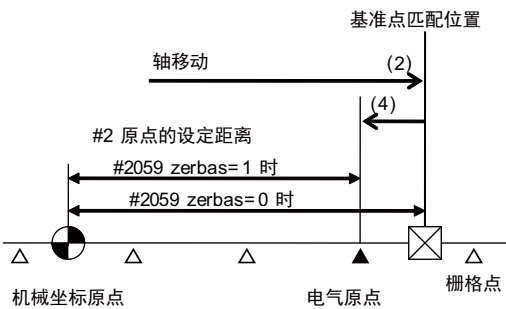 基准点匹配位置
轴移动
(2)
(4)
#2 原点的设定距离
#2059 zerbas=1 时
#2059 zerbas=0 时
栅格点
机械坐标原点
电气原点